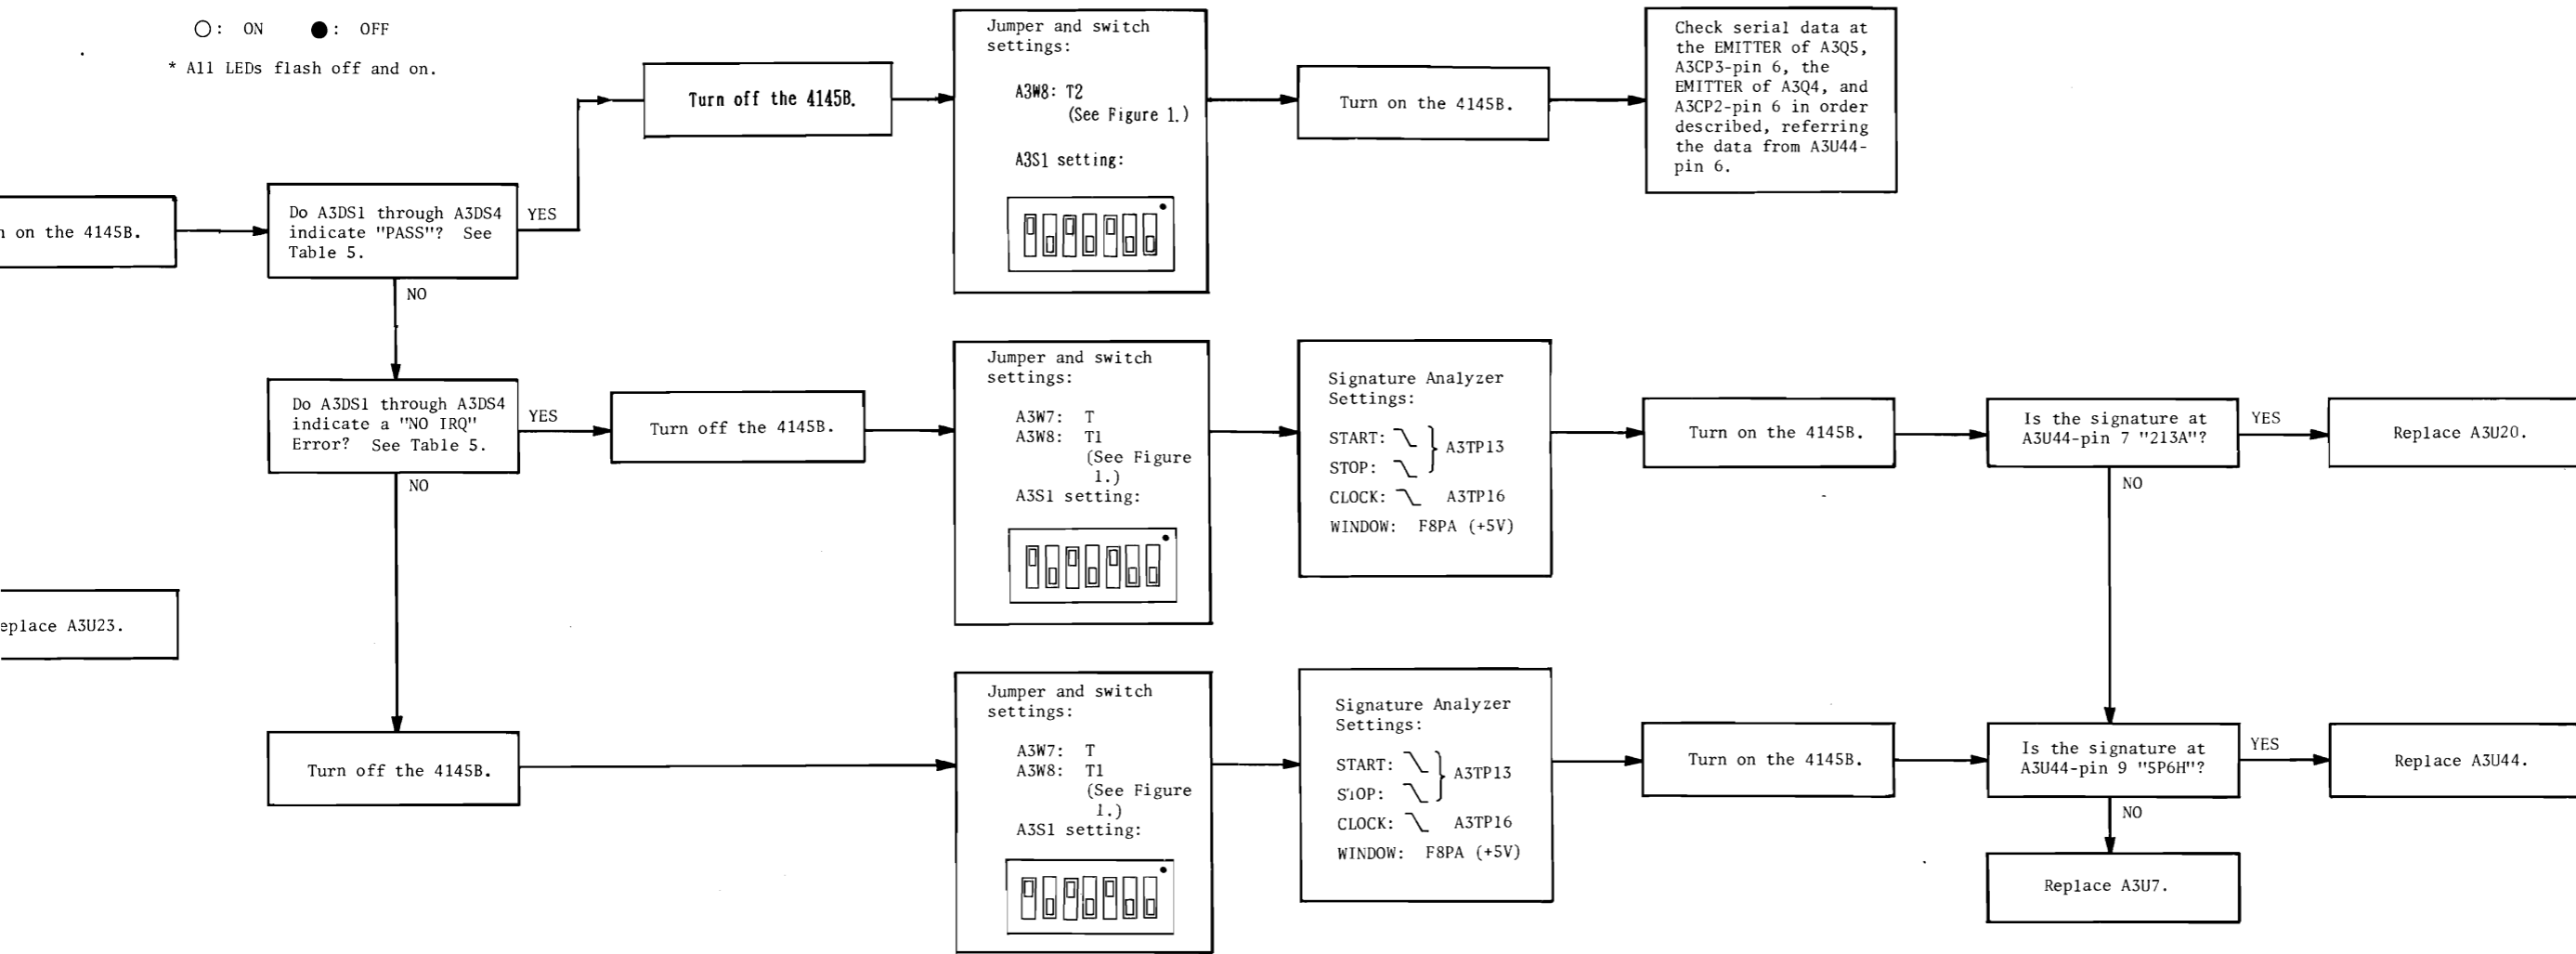 ○: ON ●: OFF
* All LEDs flash off and on.
n on the 4145B.
Do A3DS1 through A3DS4
indicate "PASS"? See
Table 5.
YES
NO
Turn off the 4145B.
Jumper and switch
settings:
A3W8: T2
(See Figure 1.)
A3S1 setting:
Turn on the 4145B.
Check serial data at
the EMITTER of A3Q5,
A3CP3-pin 6, the
EMITTER of A3Q4, and
A3CP2-pin 6 in order
described, referring
the data from A3U44-
pin 6.
Do A3DS1 through A3DS4
indicate a "NO IRQ"
Error? See Table 5.
YES
NO
Turn off the 4145B.
Jumper and switch
settings:
A3W7: T
A3W8: T1
(See Figure
1.)
A3S1 setting:
Signature Analyzer
Settings:
START:
A3TP13
STOP:
CLOCK: A3TP16
WINDOW: F8PA (+5V)
Turn on the 4145B.
Is the signature at
A3U44-pin 7 "213A"?
YES
NO
Replace A3U20.
eplace A3U23.
Turn off the 4145B.
Jumper and switch
settings:
A3W7: T
A3W8: T1
(See Figure
1.)
A3S1 setting:
Signature Analyzer
Settings:
START:
A3TP13
STOP:
CLOCK: A3TP16
WINDOW: F8PA (+5V)
Turn on the 4145B.
Is the signature at
A3U44-pin 9 "5P6H"?
YES
NO
Replace A3U44.
Replace A3U7.